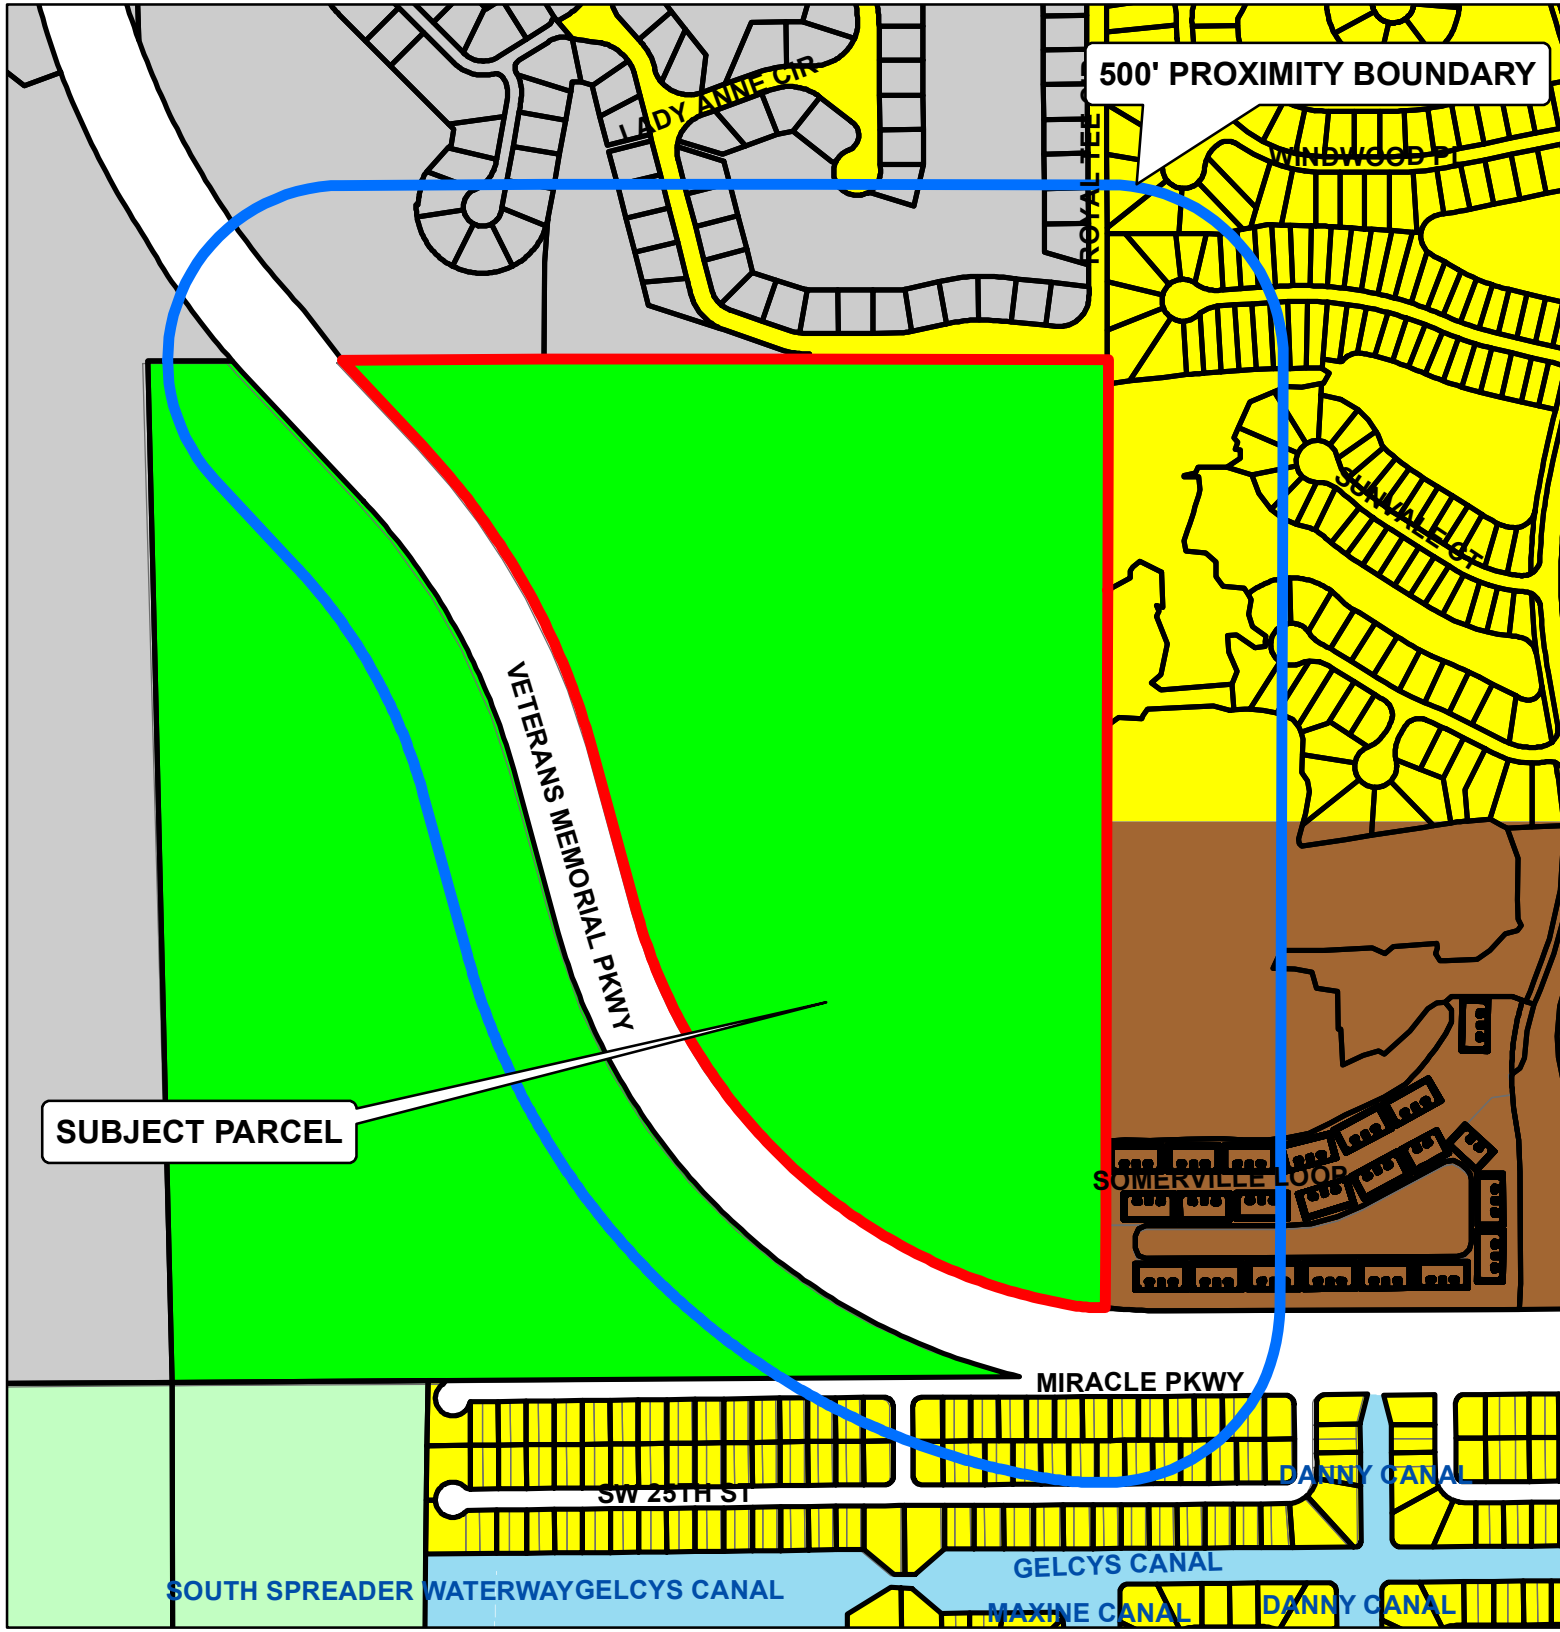 500' PROXIMITY BOUNDARY
LADY ANNE CIR
ROYAL TEE
WINDWOOD Pl
SUNVALE CT
VETERANS MEMORIAL PKWY
SUBJECT PARCEL
SOMERVILLE LOOP
MIRACLE PKWY
DANNY CANAL
SW 25TH ST
GELCYS CANAL
SOUTH SPREADER WATERWAY
GELCYS CANAL
MAXINE CANAL
DANNY CANAL